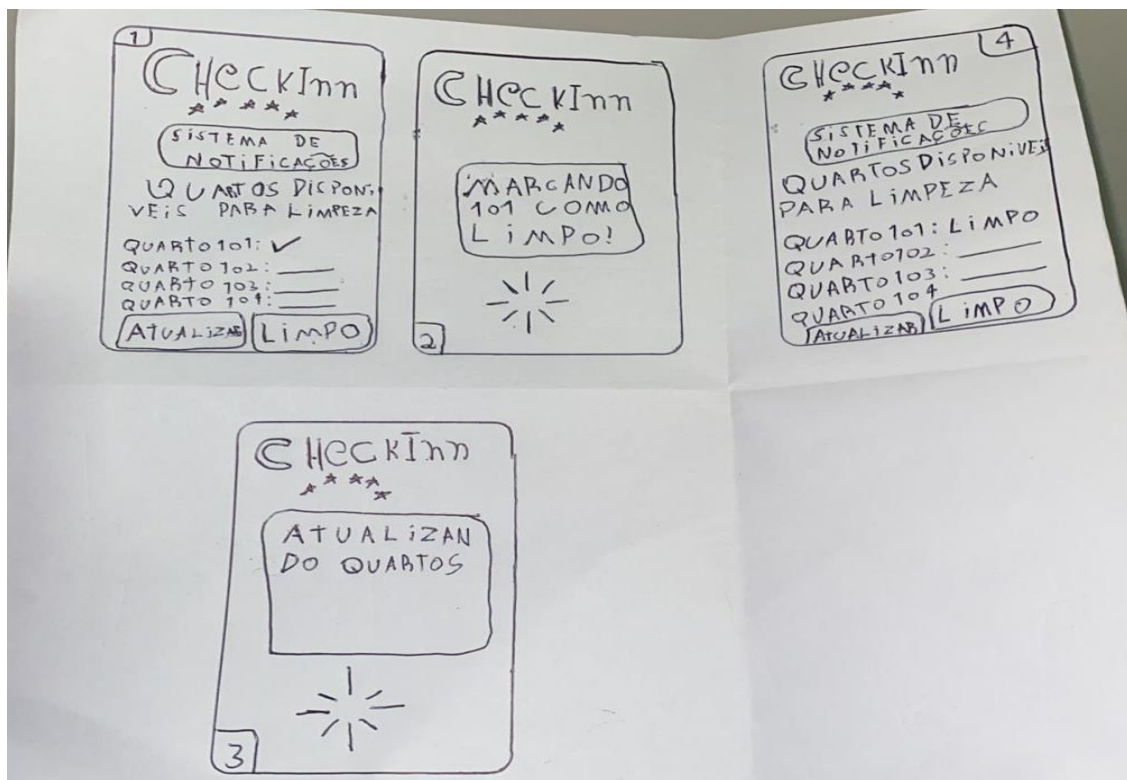 1
CHeckInn
SiSTEMA DE
NOTiFiCAÇÕES
QUARTOS DISPONi
VEiS PARA LiMPEZA
QUARTO 101: ✓
QUARTO 102:
QUARTO 103:
QUARTO 104:
ATUALiZAR LiMPO
CHeckInn
MARCANDO
101 COMO
LiMPO!
2
CHeckInn
ATUALiZAN
DO QUARTOS
3
4
CHeckInn
SiSTEMA DE
NOTiFiCAÇÕES
QUARTOS DISPONiVEiS
PARA LiMPEZA
QUARTO 101: LiMPO
QUARTO 102:
QUARTO 103:
QUARTO 104
ATUALiZAR LiMPO